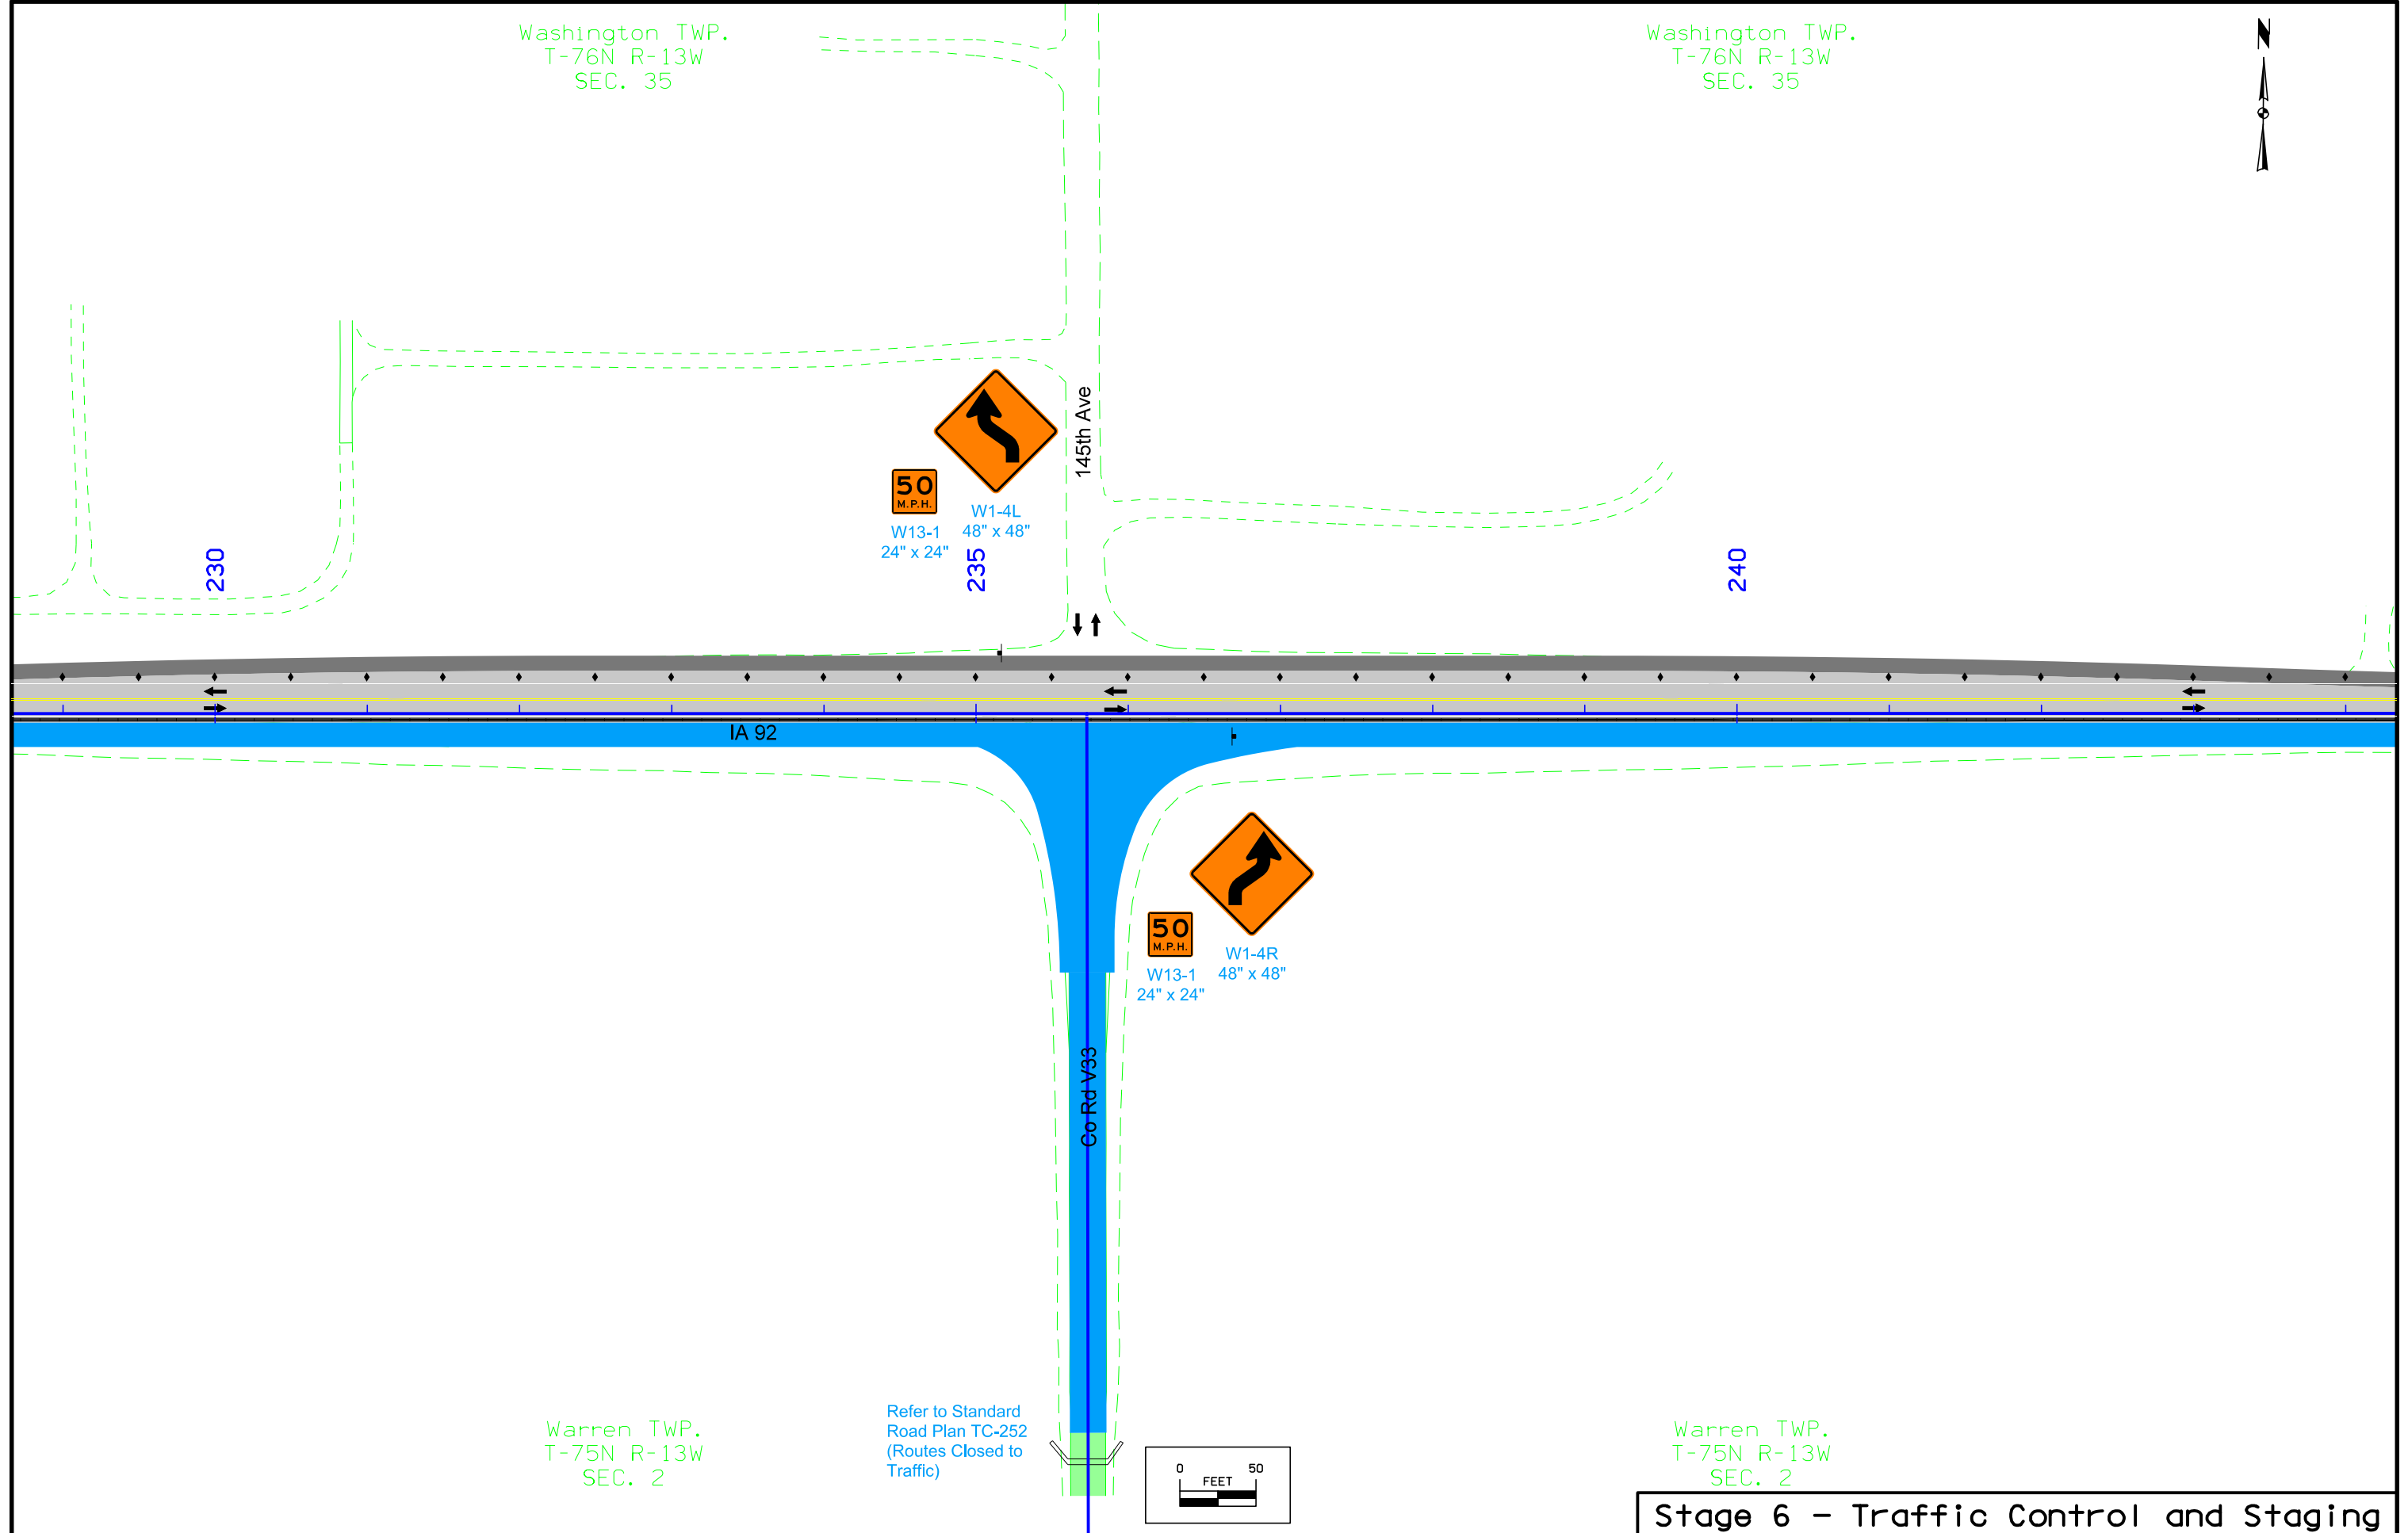 Washington TWP.
T-76N R-13W
SEC. 35
Washington TWP.
T-76N R-13W
SEC. 35
N
145th Ave
50
M.P.H.
W13-1
24" x 24"
W1-4L
48" x 48"
230
235
240
IA 92
50
M.P.H.
W13-1
24" x 24"
W1-4R
48" x 48"
Co Rd V33
Warren TWP.
T-75N R-13W
SEC. 2
Refer to Standard
Road Plan TC-252
(Routes Closed to
Traffic)
0 50
FEET
Warren TWP.
T-75N R-13W
SEC. 2
Stage 6 - Traffic Control and Staging